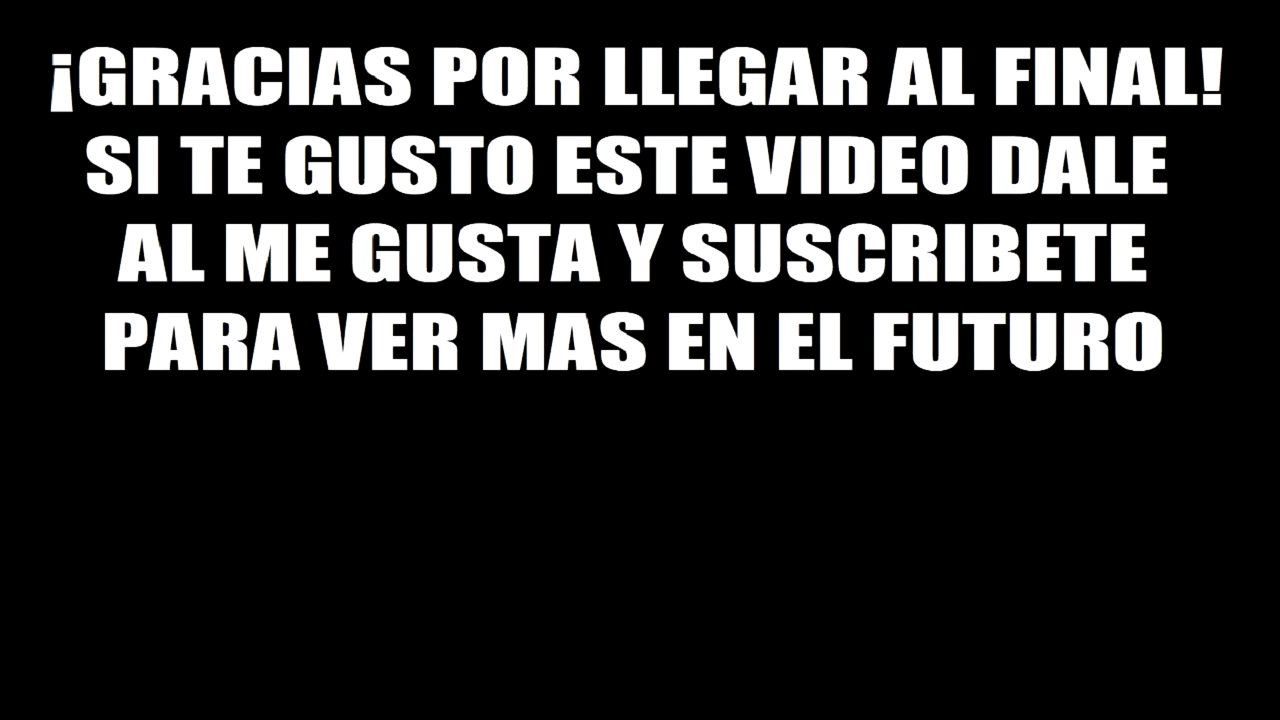 ¡GRACIAS POR LLEGAR AL FINAL!
SI TE GUSTO ESTE VIDEO DALE
AL ME GUSTA Y SUSCRIBETE
PARA VER MAS EN EL FUTURO